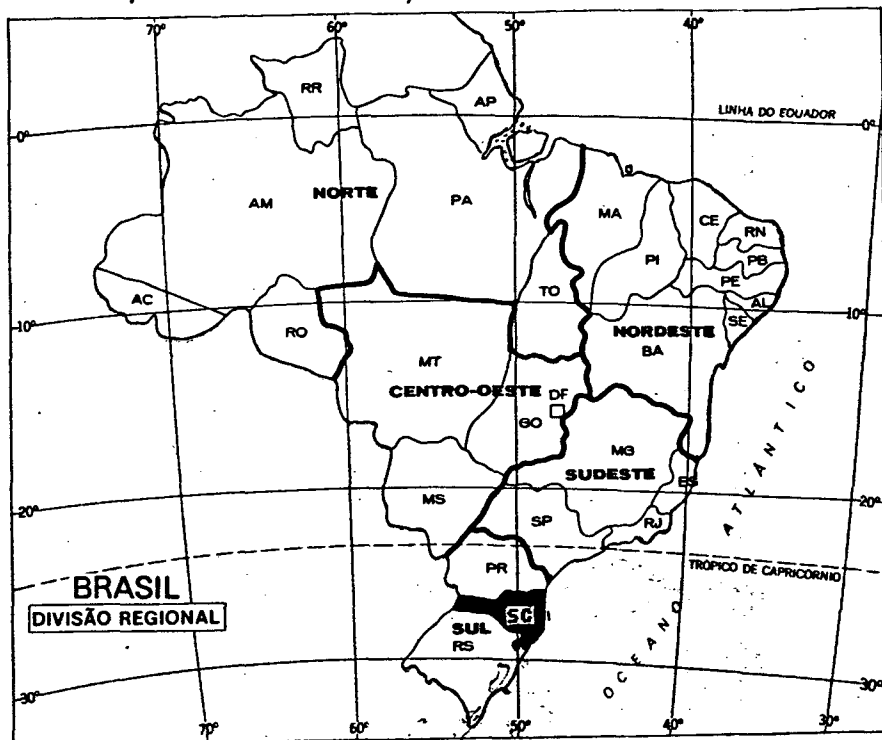 70°
60°
50°
40°
RR
AP
LINHA DO EQUADOR
0°
0°
AM
NORTE
PA
MA
CE
RN
PI
PB
PE
AC
TO
AL
SE
10°
10°
RO
NORDESTE
BA
MT
CENTRO-OESTE
DF
GO
MG
SUDESTE
ES
MS
SP
RJ
20°
20°
ATLÂNTICO
OCEANO
TRÓPICO DE CAPRICORNIO
PR
BRASIL
DIVISÃO REGIONAL
SC
SUL
RS
30°
30°
70°
60°
50°
40°
30°